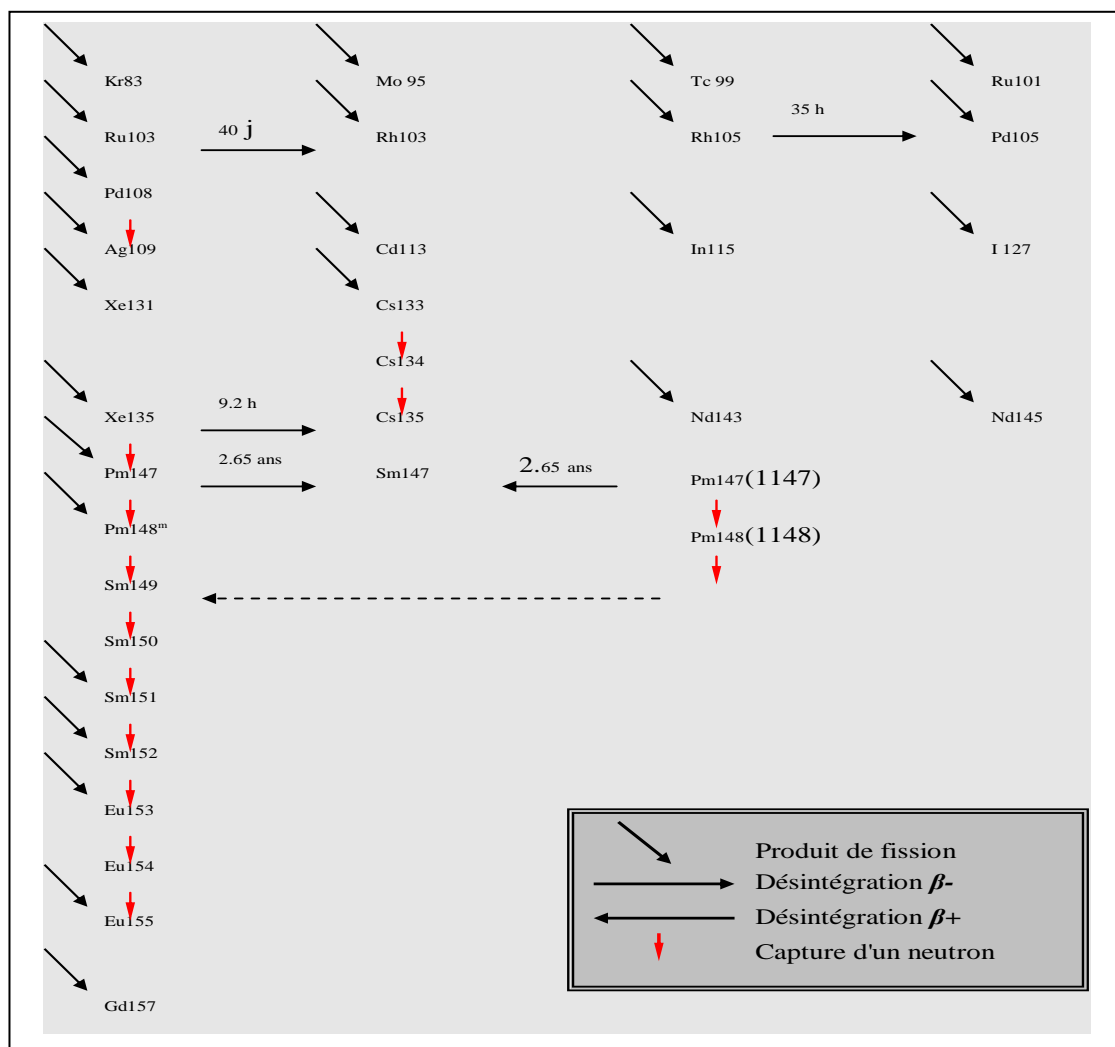 Kr83 Mo 95 Tc 99 Ru101
40 j 35 h
Ru103 Rh103 Rh105 Pd105
Pd108
Ag109 Cd113 In115 I 127
Xe131 Cs133
Cs134
9.2 h
Xe135 Cs135 Nd143 Nd145
2.65 ans 2.65 ans
Pm147 Sm147 Pm147(1147)
Pm148ᵐ Pm148(1148)
Sm149
Sm150
Sm151
Sm152
Eu153
Eu154
Eu155
Gd157
Produit de fission
Désintégration β-
Désintégration β+
Capture d'un neutron